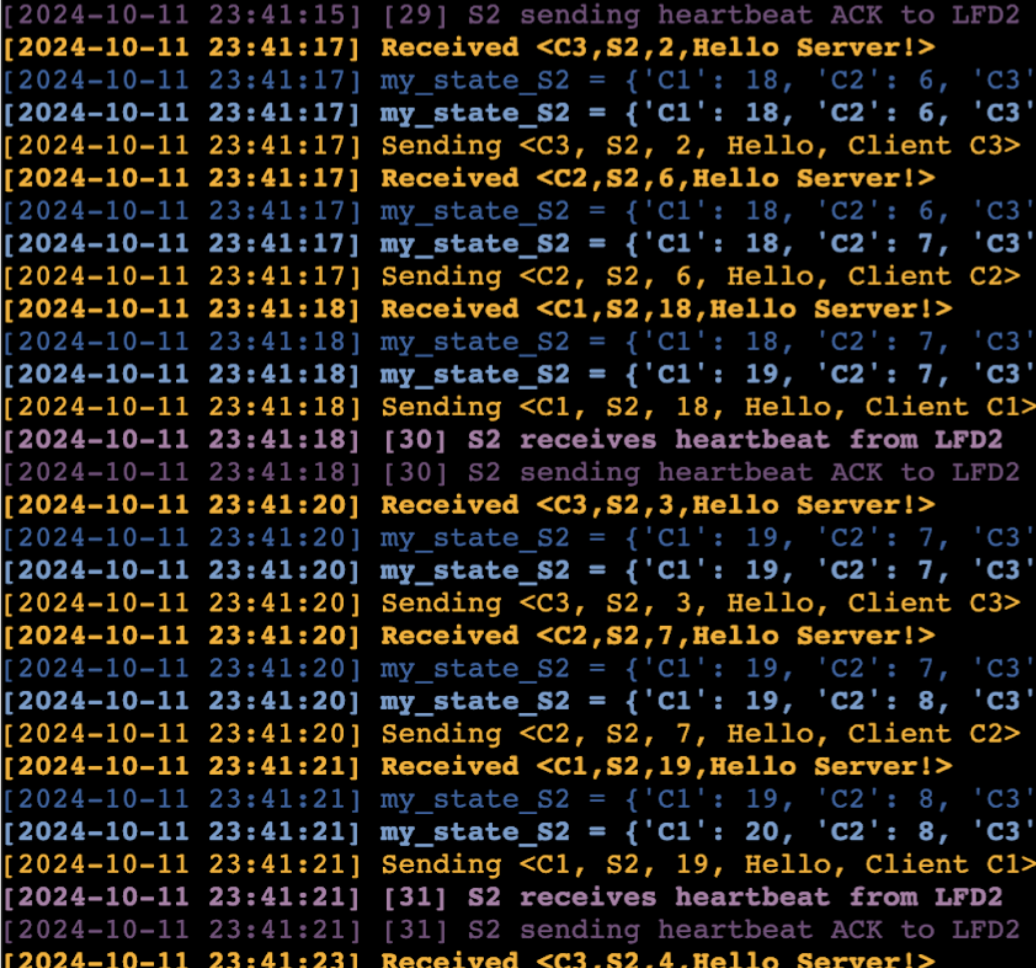 [2024-10-11 23:41:15] [29] S2 sending heartbeat ACK to LFD2
[2024-10-11 23:41:17] Received <C3,S2,2,Hello Server!>
[2024-10-11 23:41:17] my_state_S2 = {'C1': 18, 'C2': 6, 'C3'
[2024-10-11 23:41:17] my_state_S2 = {'C1': 18, 'C2': 6, 'C3
[2024-10-11 23:41:17] Sending <C3, S2, 2, Hello, Client C3>
[2024-10-11 23:41:17] Received <C2,S2,6,Hello Server!>
[2024-10-11 23:41:17] my_state_S2 = {'C1': 18, 'C2': 6, 'C3'
[2024-10-11 23:41:17] my_state_S2 = {'C1': 18, 'C2': 7, 'C3'
[2024-10-11 23:41:17] Sending <C2, S2, 6, Hello, Client C2>
[2024-10-11 23:41:18] Received <C1,S2,18,Hello Server!>
[2024-10-11 23:41:18] my_state_S2 = {'C1': 18, 'C2': 7, 'C3'
[2024-10-11 23:41:18] my_state_S2 = {'C1': 19, 'C2': 7, 'C3'
[2024-10-11 23:41:18] Sending <C1, S2, 18, Hello, Client C1>
[2024-10-11 23:41:18] [30] S2 receives heartbeat from LFD2
[2024-10-11 23:41:18] [30] S2 sending heartbeat ACK to LFD2
[2024-10-11 23:41:20] Received <C3,S2,3,Hello Server!>
[2024-10-11 23:41:20] my_state_S2 = {'C1': 19, 'C2': 7, 'C3'
[2024-10-11 23:41:20] my_state_S2 = {'C1': 19, 'C2': 7, 'C3'
[2024-10-11 23:41:20] Sending <C3, S2, 3, Hello, Client C3>
[2024-10-11 23:41:20] Received <C2,S2,7,Hello Server!>
[2024-10-11 23:41:20] my_state_S2 = {'C1': 19, 'C2': 7, 'C3'
[2024-10-11 23:41:20] my_state_S2 = {'C1': 19, 'C2': 8, 'C3
[2024-10-11 23:41:20] Sending <C2, S2, 7, Hello, Client C2>
[2024-10-11 23:41:21] Received <C1,S2,19,Hello Server!>
[2024-10-11 23:41:21] my_state_S2 = {'C1': 19, 'C2': 8, 'C3'
[2024-10-11 23:41:21] my_state_S2 = {'C1': 20, 'C2': 8, 'C3'
[2024-10-11 23:41:21] Sending <C1, S2, 19, Hello, Client C1>
[2024-10-11 23:41:21] [31] S2 receives heartbeat from LFD2
[2024-10-11 23:41:21] [31] S2 sending heartbeat ACK to LFD2
[2024-10-11 23:41:23] Received <C3,S2,4,Hello Server!>